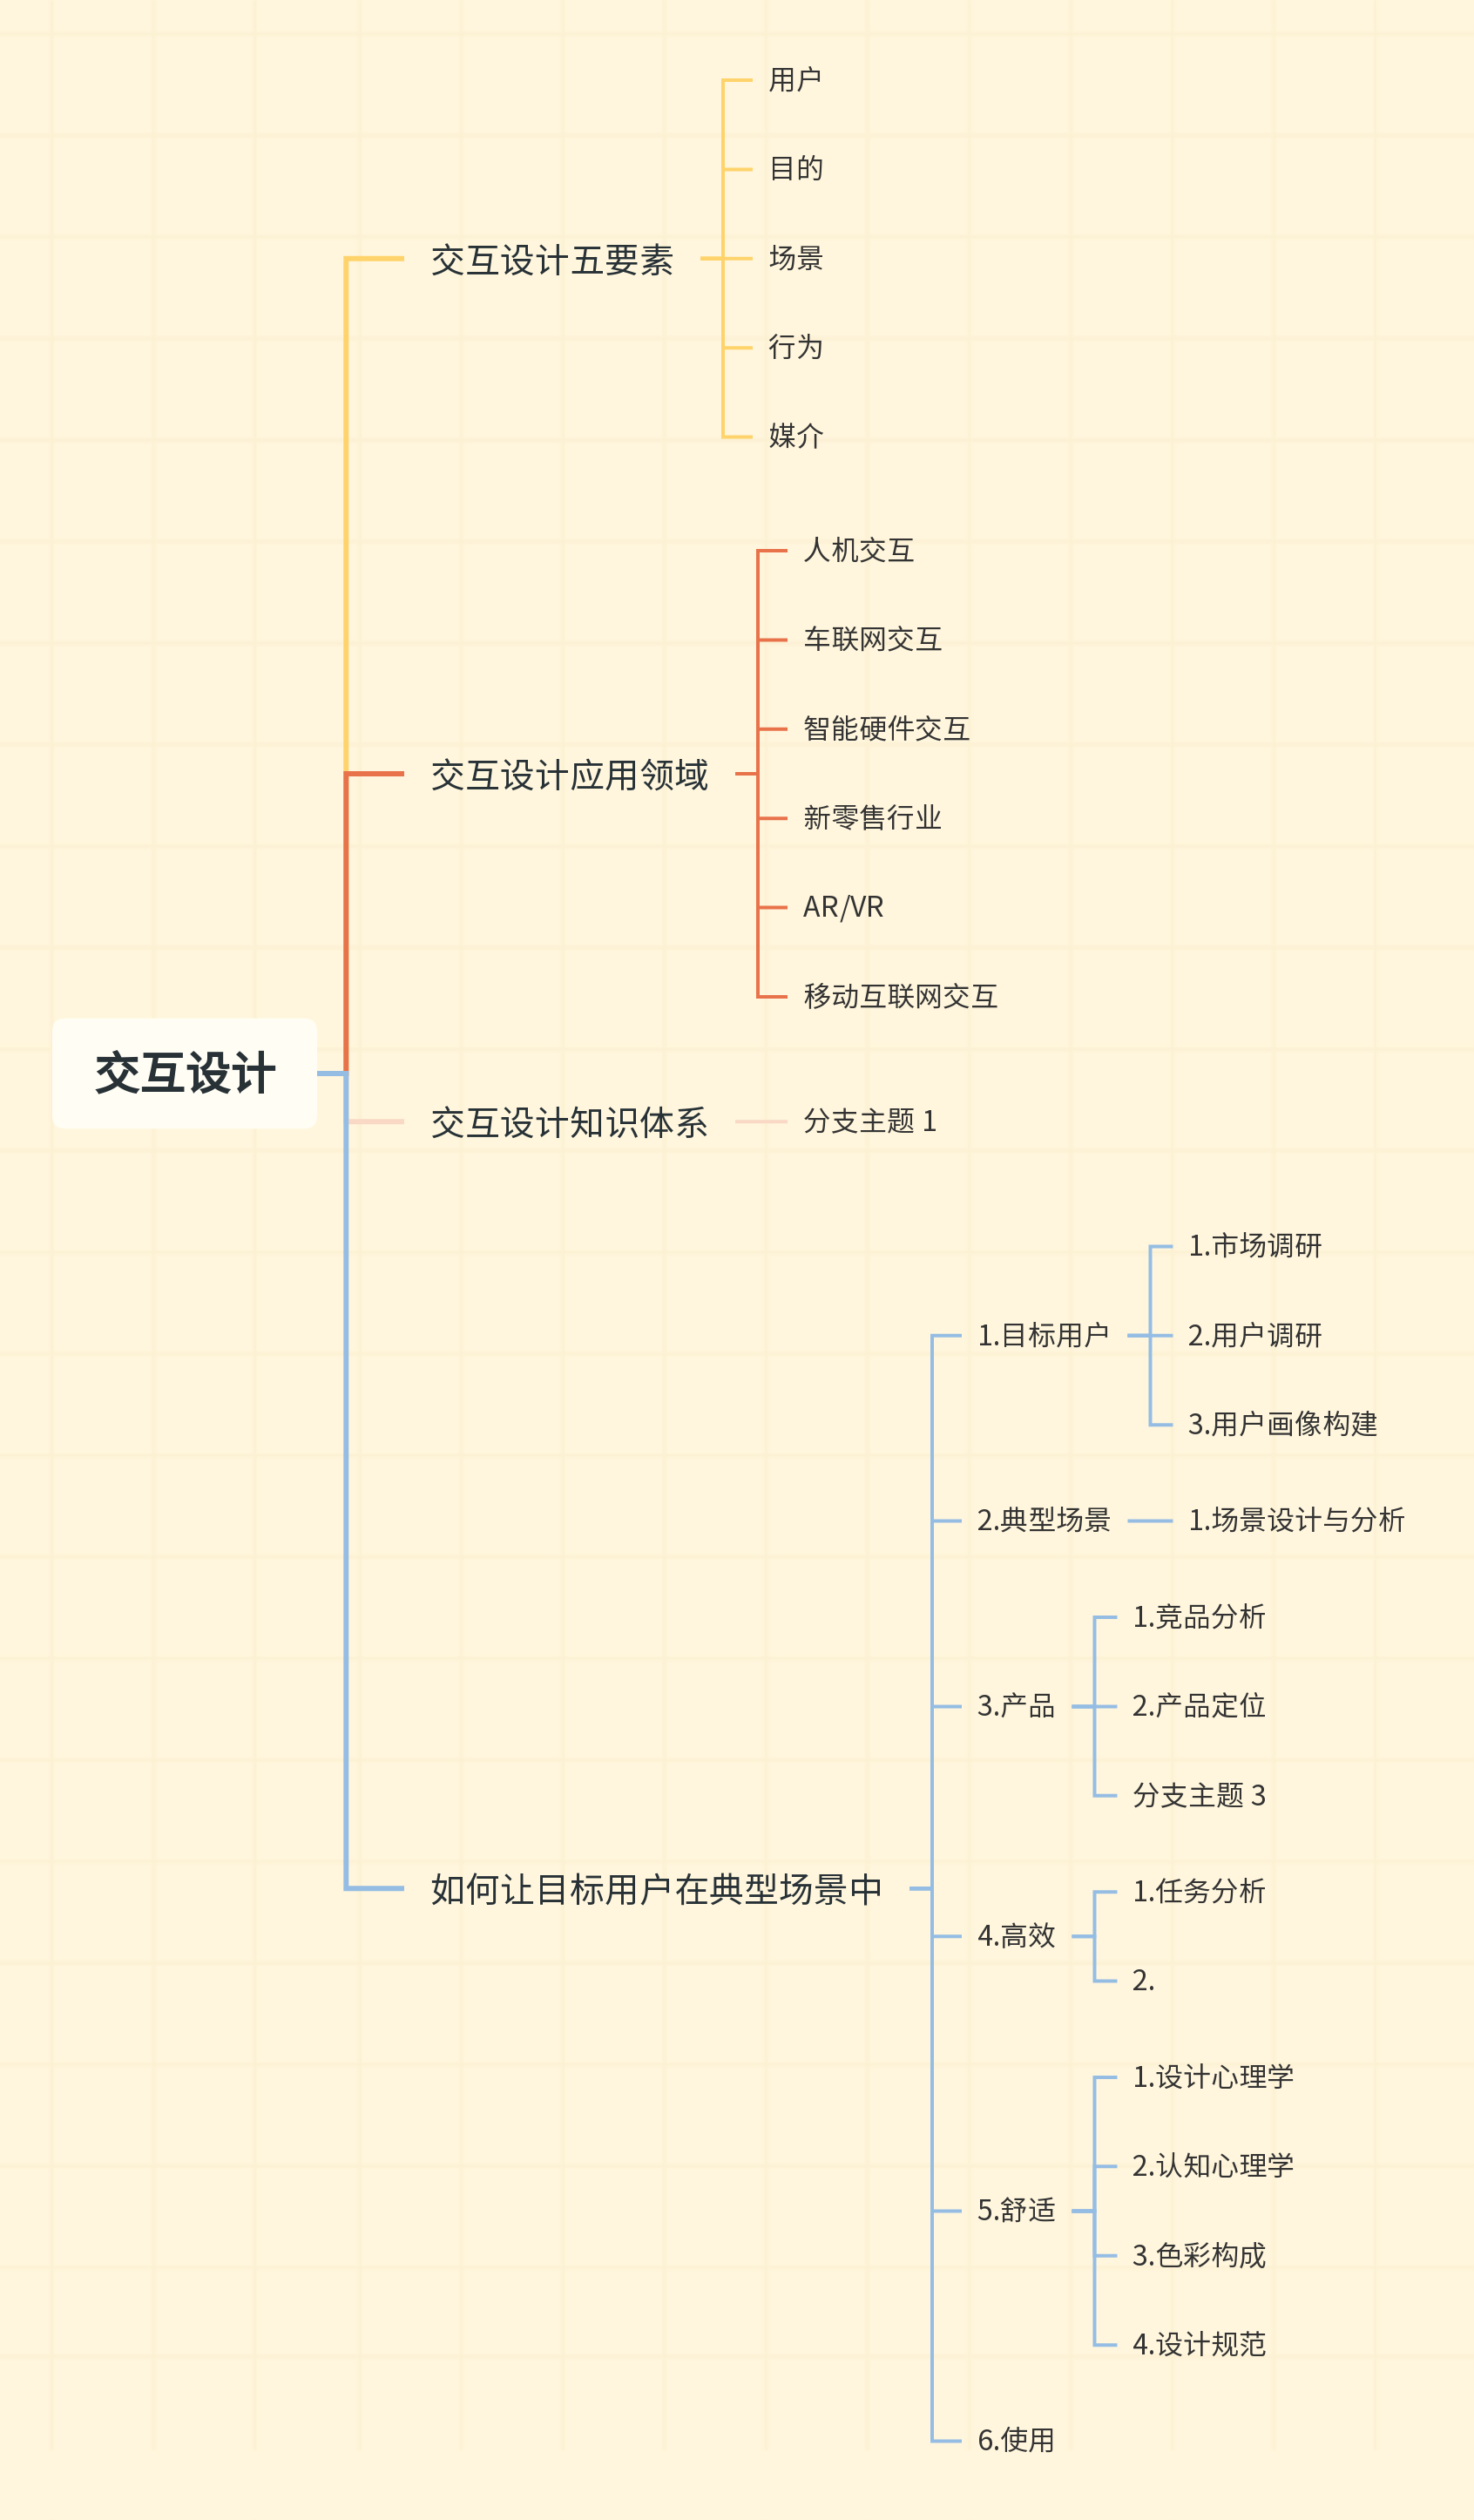 交互设计
交互设计五要素
用户
目的
场景
行为
媒介
交互设计应用领域
人机交互
车联网交互
智能硬件交互
新零售行业
AR/VR
移动互联网交互
交互设计知识体系
分支主题 1
如何让目标用户在典型场景中
1.目标用户
1.市场调研
2.用户调研
3.用户画像构建
2.典型场景
1.场景设计与分析
3.产品
1.竞品分析
2.产品定位
分支主题 3
4.高效
1.任务分析
2.
5.舒适
1.设计心理学
2.认知心理学
3.色彩构成
4.设计规范
6.使用